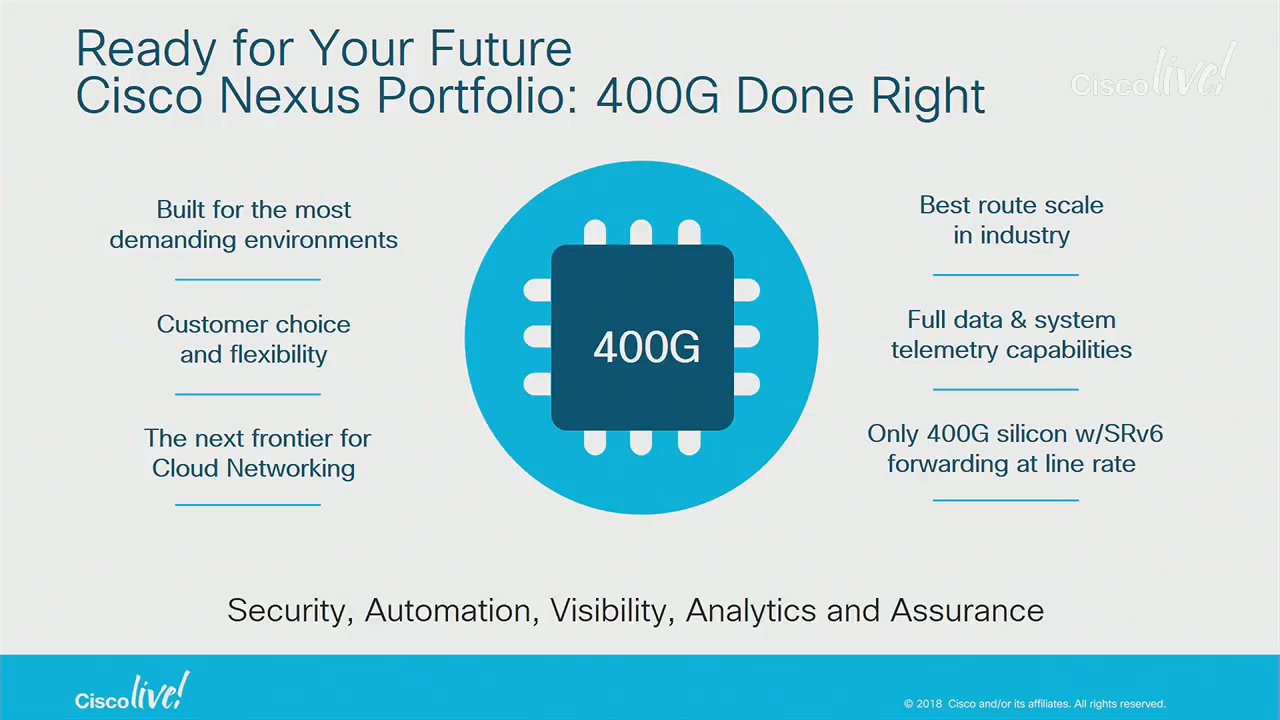 Ready for Your Future
Cisco Nexus Portfolio: 400G Done Right
Cisco live!
Built for the most
demanding environments
Customer choice
and flexibility
The next frontier for
Cloud Networking
400G
Best route scale
in industry
Full data & system
telemetry capabilities
Only 400G silicon w/SRv6
forwarding at line rate
Security, Automation, Visibility, Analytics and Assurance
Cisco live!
© 2018 Cisco and/or its affiliates. All rights reserved.